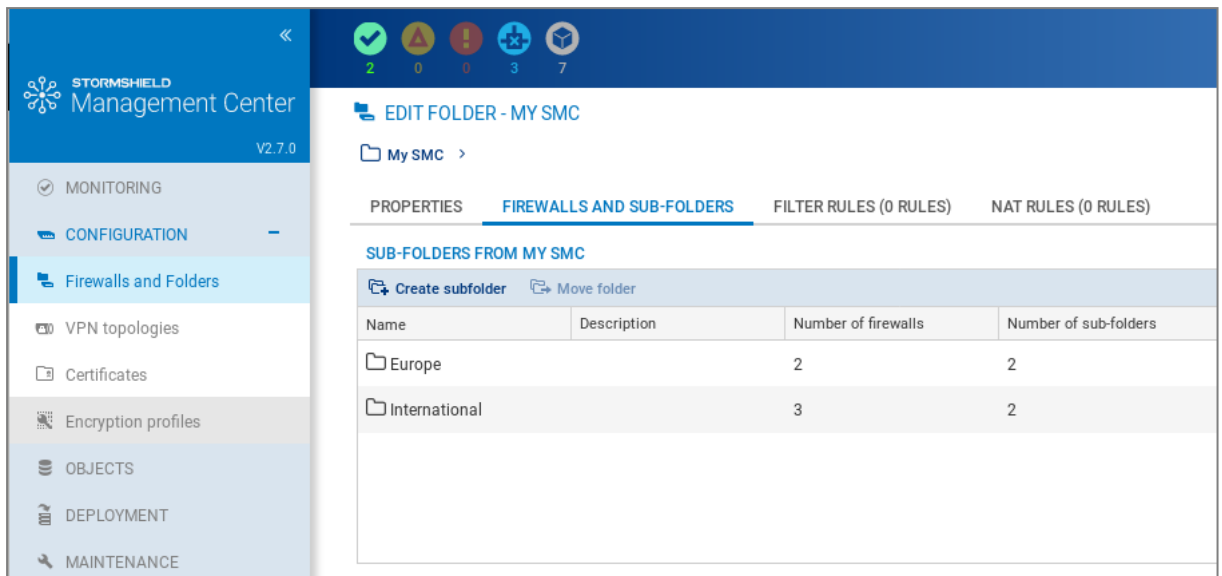 «
STORMSHIELD
Management Center
V2.7.0
MONITORING
CONFIGURATION –
Firewalls and Folders
VPN topologies
Certificates
Encryption profiles
OBJECTS
DEPLOYMENT
MAINTENANCE
2 0 0 3 7
EDIT FOLDER - MY SMC
My SMC >
PROPERTIES FIREWALLS AND SUB-FOLDERS FILTER RULES (0 RULES) NAT RULES (0 RULES)
SUB-FOLDERS FROM MY SMC
Create subfolder Move folder
Name Description Number of firewalls Number of sub-folders
Europe 2 2
International 3 2